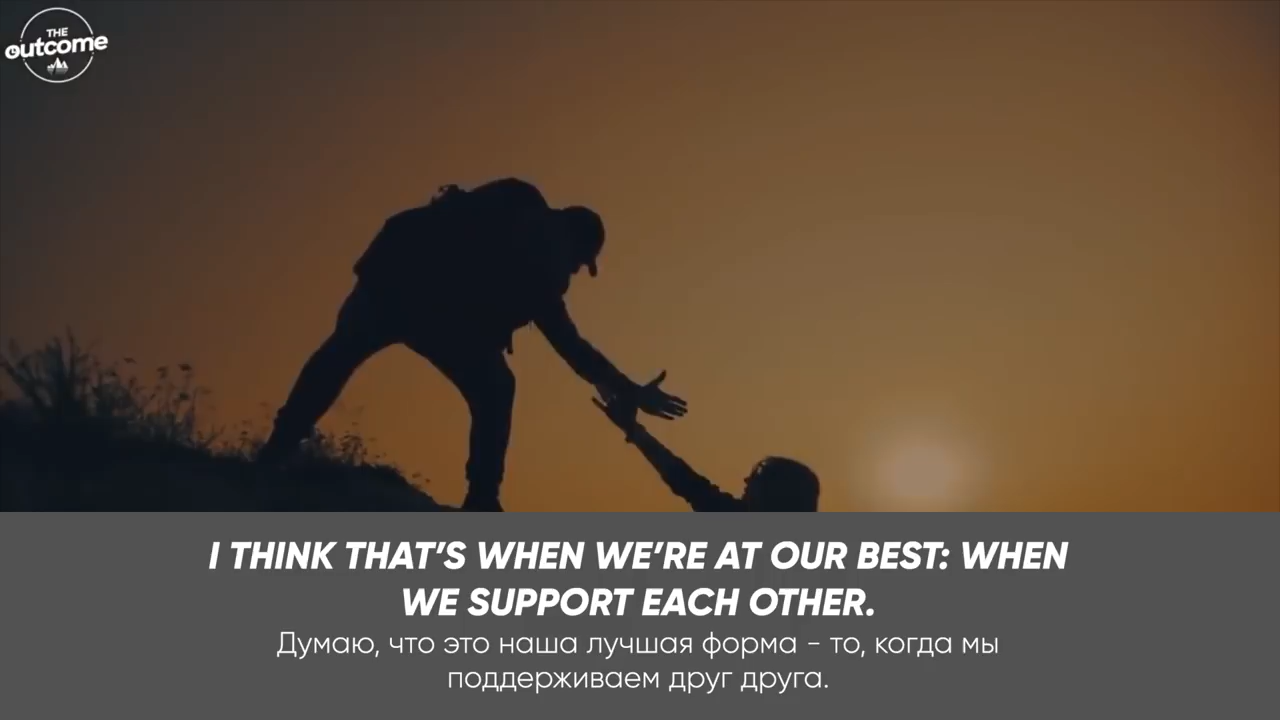 THE
outcome
I THINK THAT’S WHEN WE’RE AT OUR BEST: WHEN
WE SUPPORT EACH OTHER.
Думаю, что это наша лучшая форма - то, когда мы
поддерживаем друг друга.